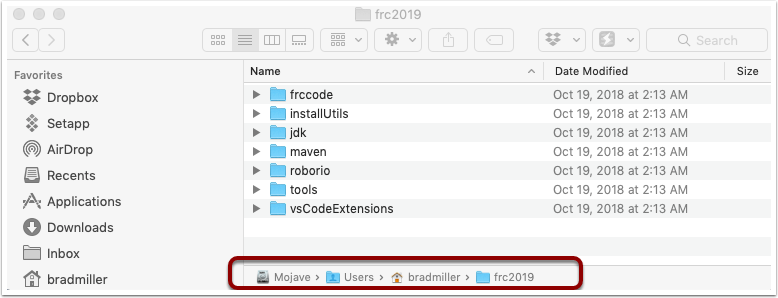 frc2019
Search
Favorites
Dropbox
Setapp
AirDrop
Recents
Applications
Downloads
Inbox
bradmiller
Name Date Modified Size
frccode Oct 19, 2018 at 2:13 AM
installUtils Oct 19, 2018 at 2:13 AM
jdk Oct 19, 2018 at 2:13 AM
maven Oct 19, 2018 at 2:13 AM
roborio Oct 19, 2018 at 2:13 AM
tools Oct 19, 2018 at 2:13 AM
vsCodeExtensions Oct 19, 2018 at 2:13 AM
Mojave › Users › bradmiller › frc2019